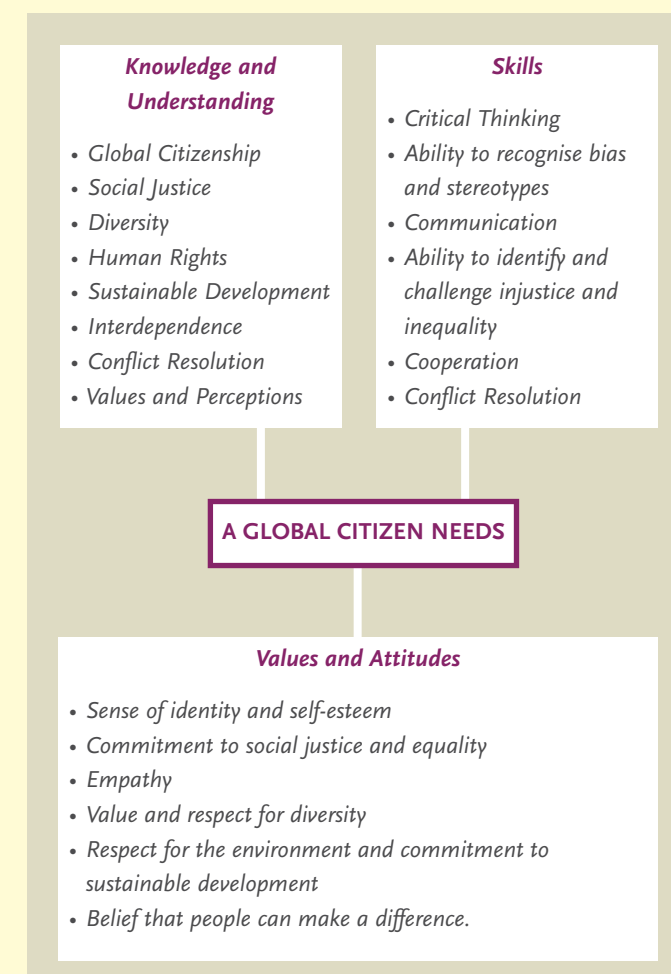 Knowledge and
Understanding
• Global Citizenship
• Social Justice
• Diversity
• Human Rights
• Sustainable Development
• Interdependence
• Conflict Resolution
• Values and Perceptions
Skills
• Critical Thinking
• Ability to recognise bias
and stereotypes
• Communication
• Ability to identify and
challenge injustice and
inequality
• Cooperation
• Conflict Resolution
A GLOBAL CITIZEN NEEDS
Values and Attitudes
• Sense of identity and self-esteem
• Commitment to social justice and equality
• Empathy
• Value and respect for diversity
• Respect for the environment and commitment to
sustainable development
• Belief that people can make a difference.